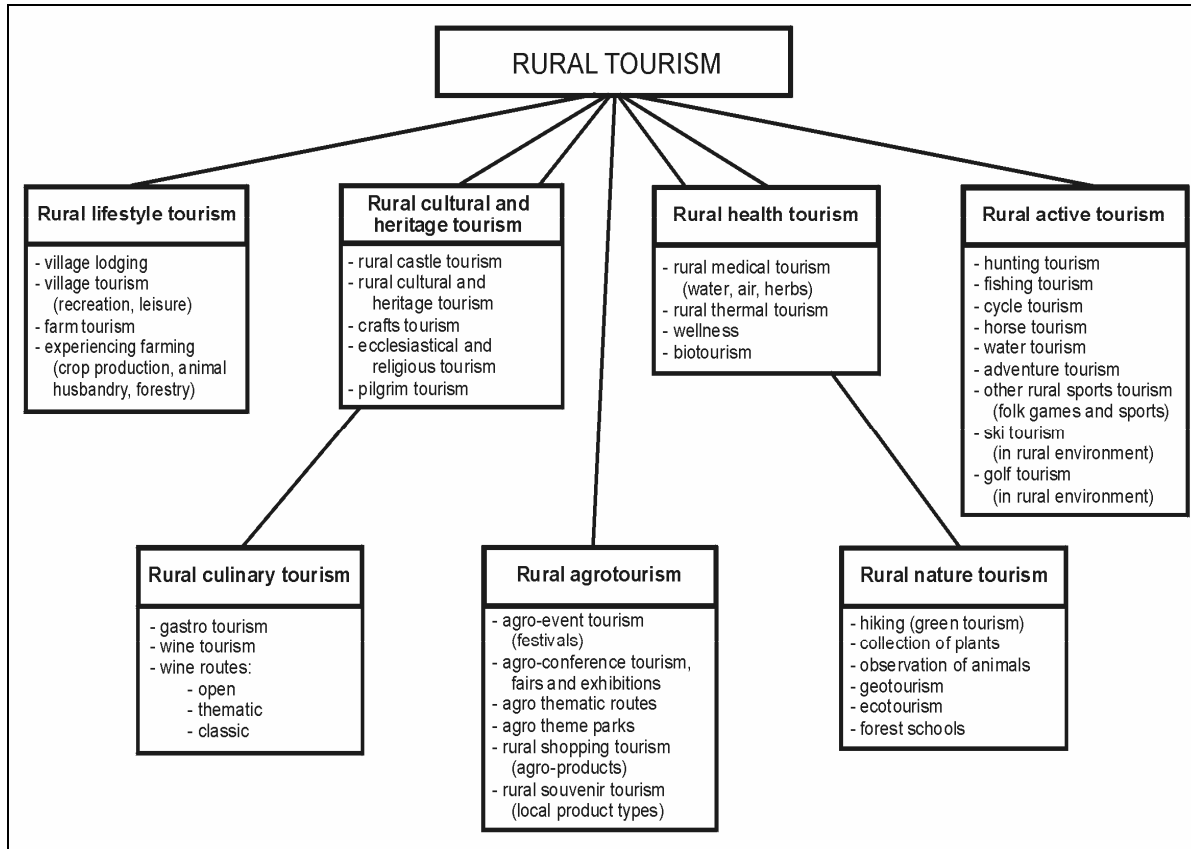 RURAL TOURISM
Rural lifestyle tourism
- village lodging
- village tourism
(recreation, leisure)
- farm tourism
- experiencing farming
(crop production, animal
husbandry, forestry)
Rural cultural and
heritage tourism
- rural castle tourism
- rural cultural and
heritage tourism
- crafts tourism
- ecclesiastical and
religious tourism
- pilgrim tourism
Rural health tourism
- rural medical tourism
(water, air, herbs)
- rural thermal tourism
- wellness
- biotourism
Rural active tourism
- hunting tourism
- fishing tourism
- cycle tourism
- horse tourism
- water tourism
- adventure tourism
- other rural sports tourism
(folk games and sports)
- ski tourism
(in rural environment)
- golf tourism
(in rural environment)
Rural culinary tourism
- gastro tourism
- wine tourism
- wine routes:
- open
- thematic
- classic
Rural agrotourism
- agro-event tourism
(festivals)
- agro-conference tourism,
fairs and exhibitions
- agro thematic routes
- agro theme parks
- rural shopping tourism
(agro-products)
- rural souvenir tourism
(local product types)
Rural nature tourism
- hiking (green tourism)
- collection of plants
- observation of animals
- geotourism
- ecotourism
- forest schools